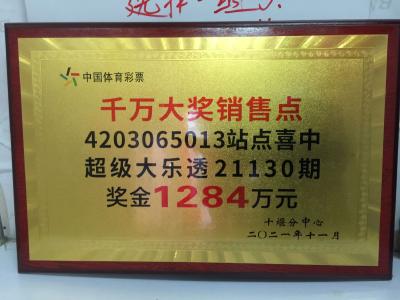 中国体育彩票
千万大奖销售点
4203065013站点喜中
超级大乐透21130期
奖金1284万元
十堰分中心
二〇二一年十一月